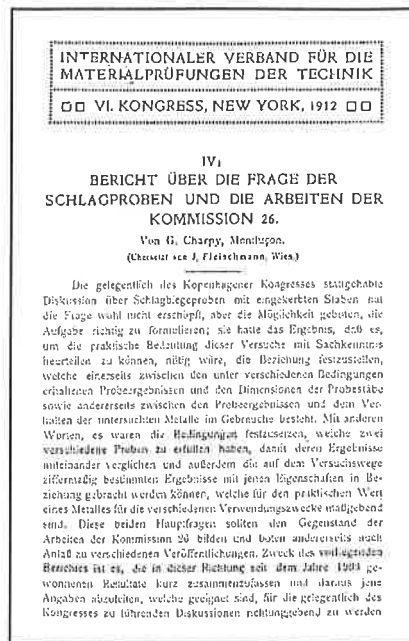 INTERNATIONALER VERBAND FÜR DIE
MATERIALPRÜFUNGEN DER TECHNIK
VI. KONGRESS, NEW YORK, 1912
IV₁
BERICHT ÜBER DIE FRAGE DER
SCHLAGPROBEN UND DIE ARBEITEN DER
KOMMISSION 26.
Von G. Charpy, Montluçon.
(Übersetzt von J. Fleischmann, Wien.)
Die gelegentlich des Kopenhagener Kongresses stattgehabte
Diskussion über Schlagbiegeproben mit eingekerbten Stäben hat
die Frage wohl nicht erschöpft, aber die Möglichkeit geboten, die
Aufgabe richtig zu formulieren; sie hatte das Ergebnis, daß es,
um die praktische Bedeutung dieser Versuche mit Sachkenntnis
beurteilen zu können, nötig wäre, die Beziehung festzustellen,
welche einerseits zwischen den unter verschiedenen Bedingungen
erhaltenen Probeergebnissen und den Dimensionen der Probestäbe
sowie andererseits zwischen den Probeergebnissen und dem Ver-
halten der untersuchten Metalle im Gebrauche besteht. Mit anderen
Worten, es waren die Bedingungen festzusetzen, welche zwei
verschiedene Proben zu erfüllen haben, damit deren Ergebnisse
miteinander verglichen und außerdem die auf dem Versuchswege
ziffermäßig bestimmten Ergebnisse mit jenen Eigenschaften in Be-
ziehung gebracht werden können, welche für den praktischen Wert
eines Metalles für die verschiedenen Verwendungszwecke maßgebend
sind. Diese beiden Hauptfragen sollten den Gegenstand der
Arbeiten der Kommission 26 bilden und boten andererseits auch
Anlaß zu verschiedenen Veröffentlichungen. Zweck des vorliegenden
Berichtes ist es, die in dieser Richtung seit dem Jahre 1909 ge-
wonnenen Resultate kurz zusammenzufassen und daraus jene
Angaben abzuleiten, welche geeignet sind, für die gelegentlich des
Kongresses zu führenden Diskussionen richtunggebend zu werden